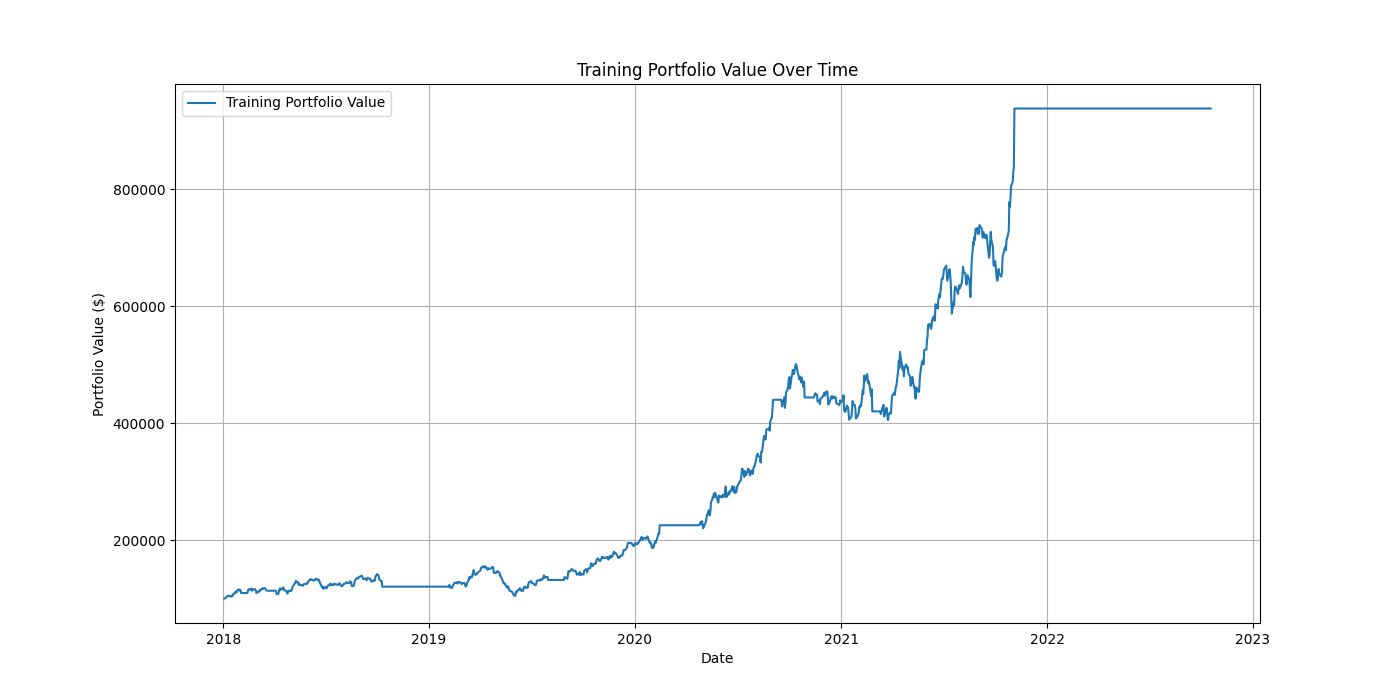 Training Portfolio Value Over Time
Training Portfolio Value
Portfolio Value ($)
800000
600000
400000
200000
2018 2019 2020 2021 2022 2023
Date